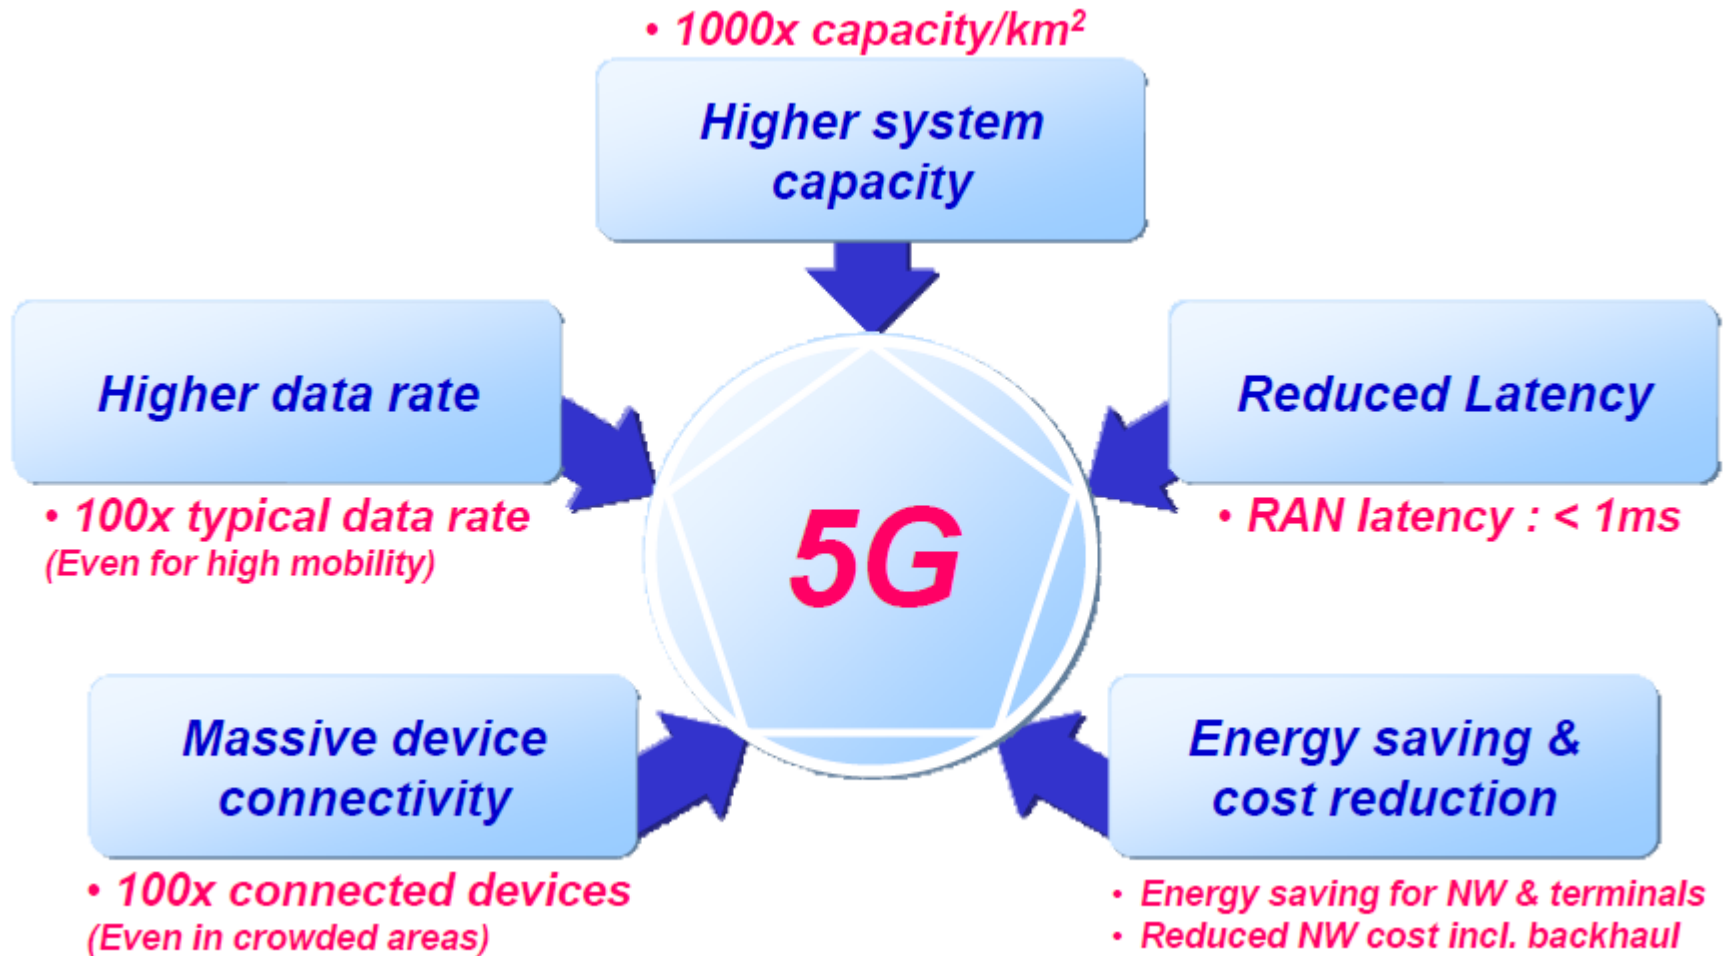 • 1000x capacity/km²
Higher system
capacity
Higher data rate
• 100x typical data rate
(Even for high mobility)
Reduced Latency
• RAN latency : < 1ms
5G
Massive device
connectivity
• 100x connected devices
(Even in crowded areas)
Energy saving &
cost reduction
• Energy saving for NW & terminals
• Reduced NW cost incl. backhaul